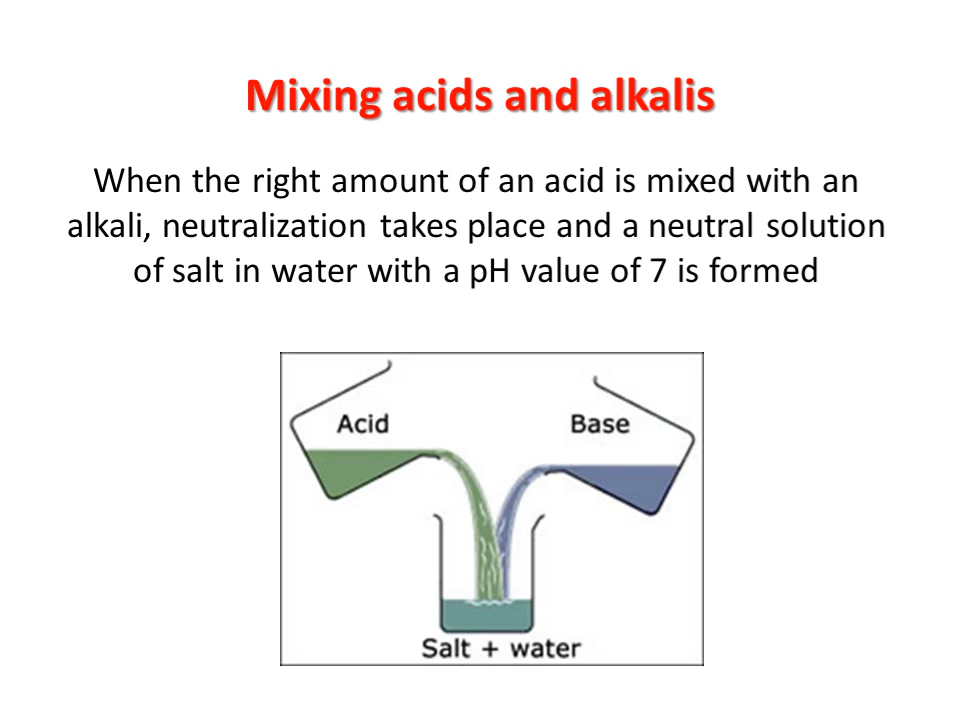 Mixing acids and alkalis
When the right amount of an acid is mixed with an
alkali, neutralization takes place and a neutral solution
of salt in water with a pH value of 7 is formed
Acid
Base
Salt + water